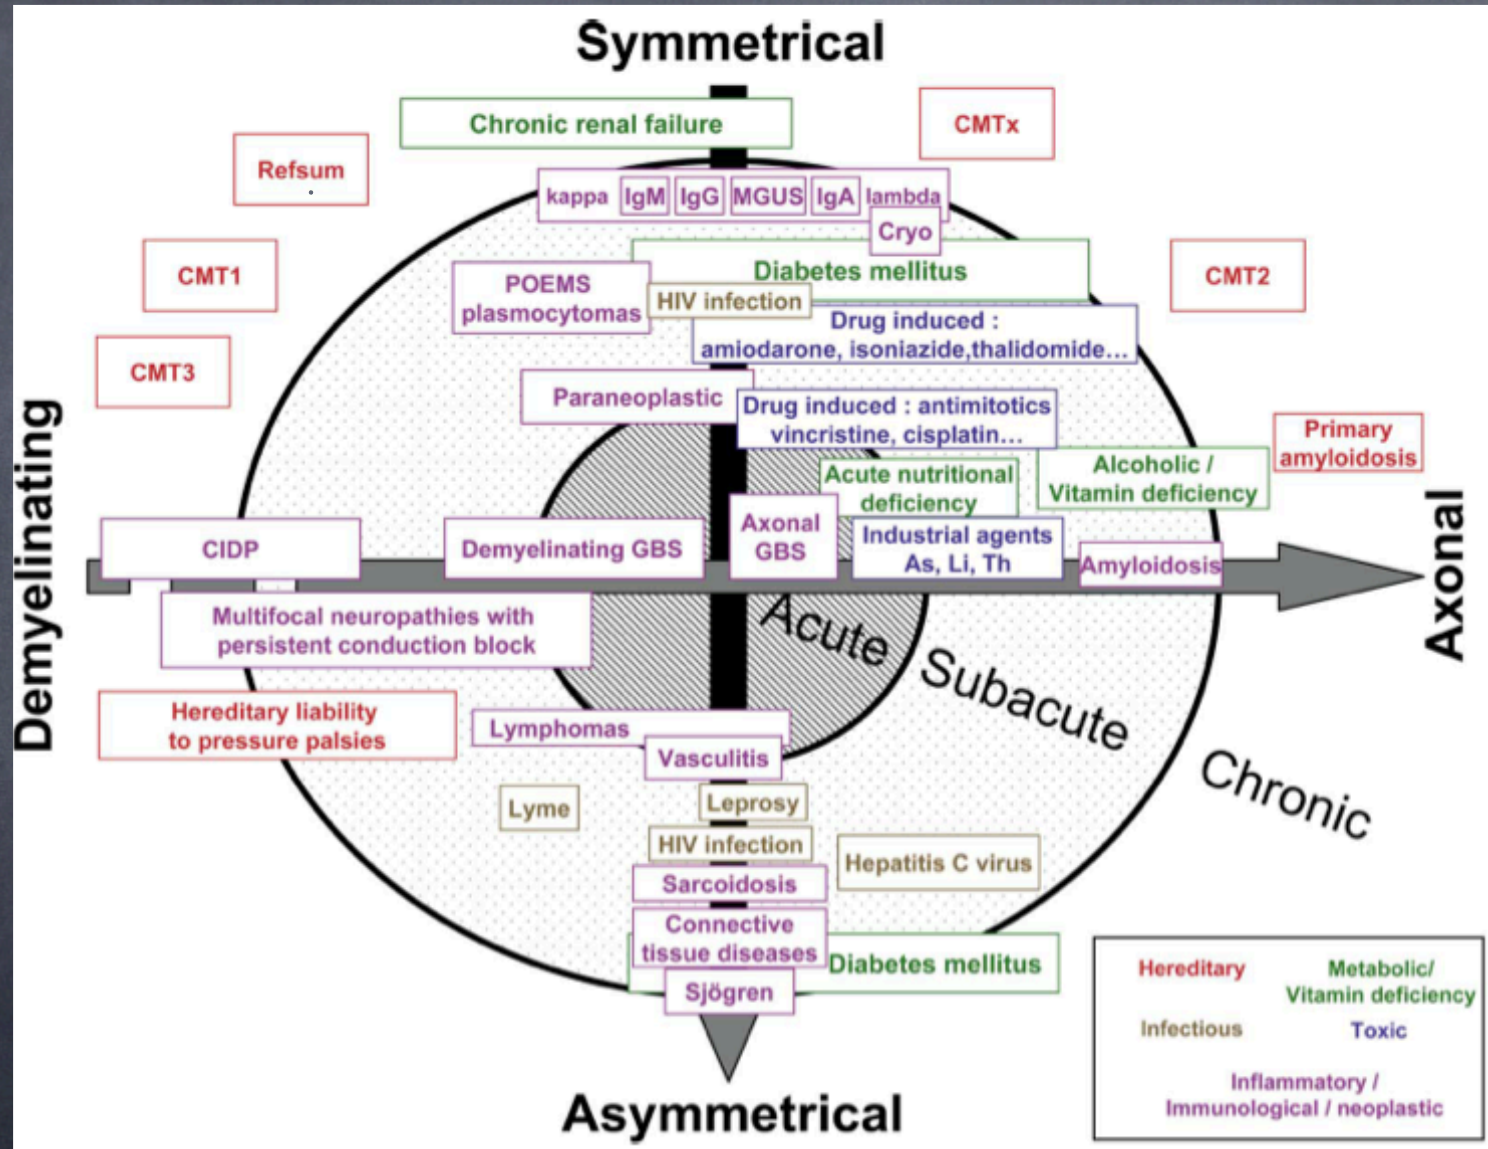 Symmetrical
Chronic renal failure
CMTx
Refsum
kappa IgM IgG MGUS IgA lambda
Cryo
CMT1
Diabetes mellitus
CMT2
POEMS
plasmocytomas
HIV infection
Drug induced :
amiodarone, isoniazide,thalidomide...
CMT3
Paraneoplastic
Drug induced : antimitotics
vincristine, cisplatin...
Primary
amyloidosis
Alcoholic /
Vitamin deficiency
Acute nutritional
deficiency
Demyelinating
CIDP
Demyelinating GBS
Axonal
GBS
Industrial agents
As, Li, Th
Amyloidosis
Axonal
Multifocal neuropathies with
persistent conduction block
Acute
Subacute
Chronic
Hereditary liability
to pressure palsies
Lymphomas
Vasculitis
Lyme
Leprosy
HIV infection
Hepatitis C virus
Sarcoidosis
Connective
tissue diseases
Diabetes mellitus
Sjögren
Asymmetrical
Hereditary
Metabolic/
Vitamin deficiency
Infectious
Toxic
Inflammatory /
Immunological / neoplastic